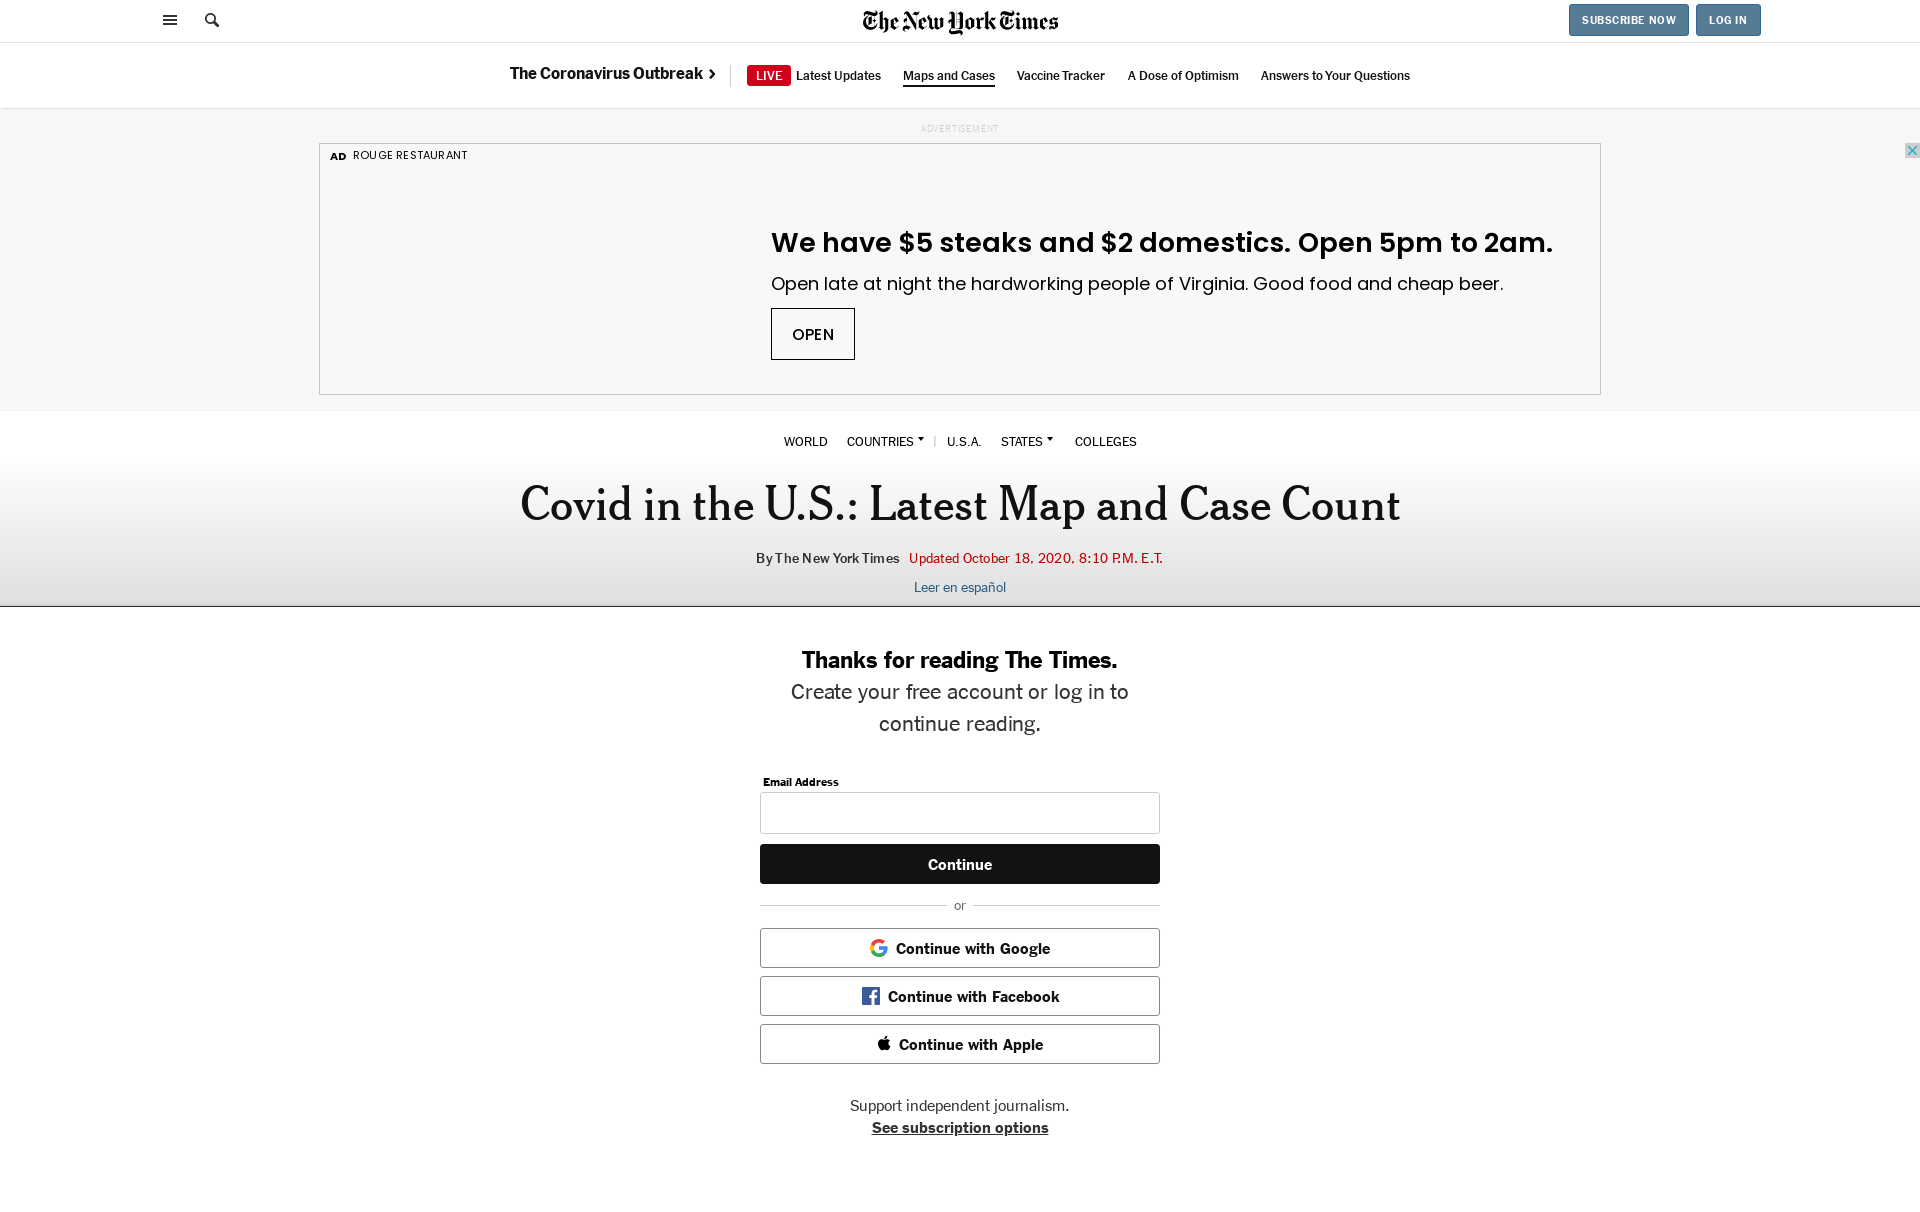 The New York Times
SUBSCRIBE NOW
LOG IN
The Coronavirus Outbreak
LIVE Latest Updates
Maps and Cases
Vaccine Tracker
A Dose of Optimism
Answers to Your Questions
ADVERTISEMENT
AD ROUGE RESTAURANT
We have $5 steaks and $2 domestics. Open 5pm to 2am.
Open late at night the hardworking people of Virginia. Good food and cheap beer.
OPEN
WORLD COUNTRIES | U.S.A. STATES COLLEGES
Covid in the U.S.: Latest Map and Case Count
By The New York Times Updated October 18, 2020, 8:10 P.M. E.T.
Leer en español
Thanks for reading The Times.
Create your free account or log in to
continue reading.
Email Address
Continue
or
Continue with Google
Continue with Facebook
Continue with Apple
Support independent journalism.
See subscription options